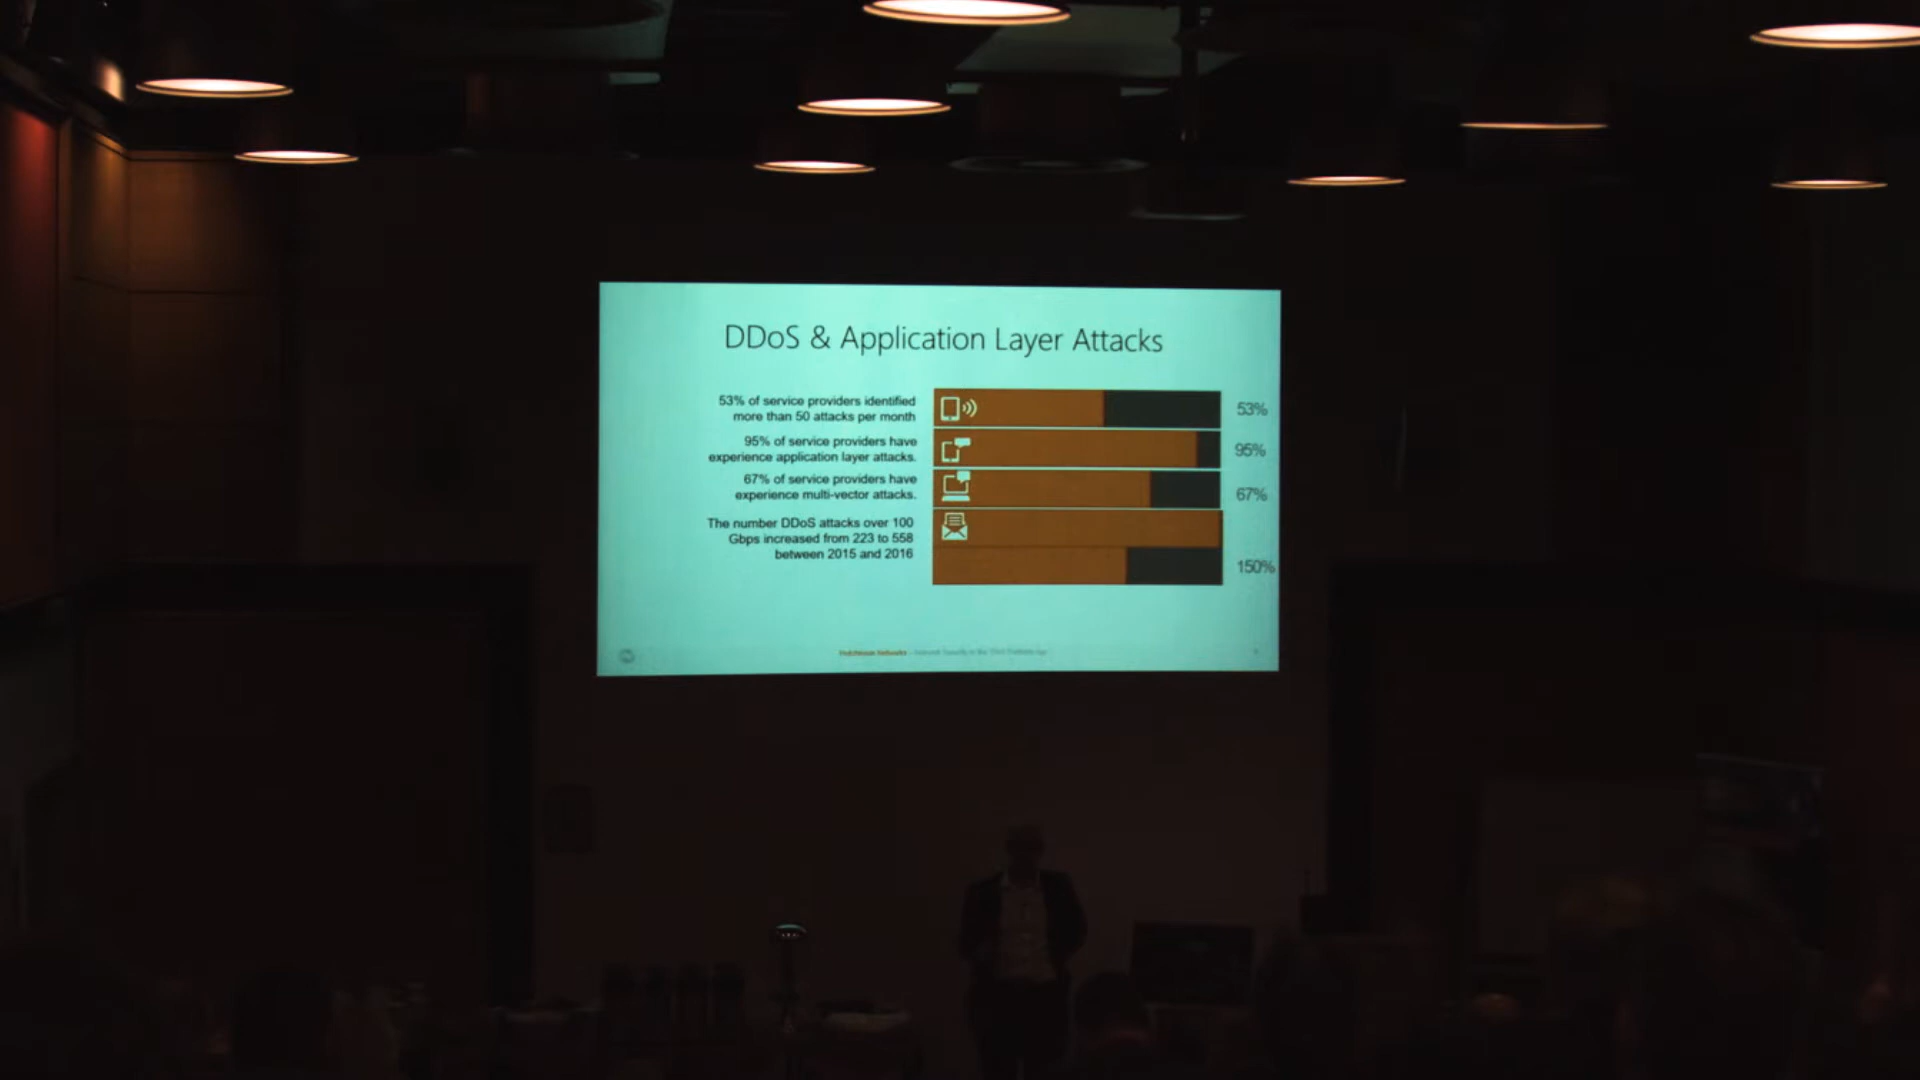 DDoS & Application Layer Attacks
53% of service providers identified
more than 50 attacks per month
53%
95% of service providers have
experience application layer attacks.
95%
67% of service providers have
experience multi-vector attacks.
67%
The number DDoS attacks over 100
Gbps increased from 223 to 558
between 2015 and 2016
150%